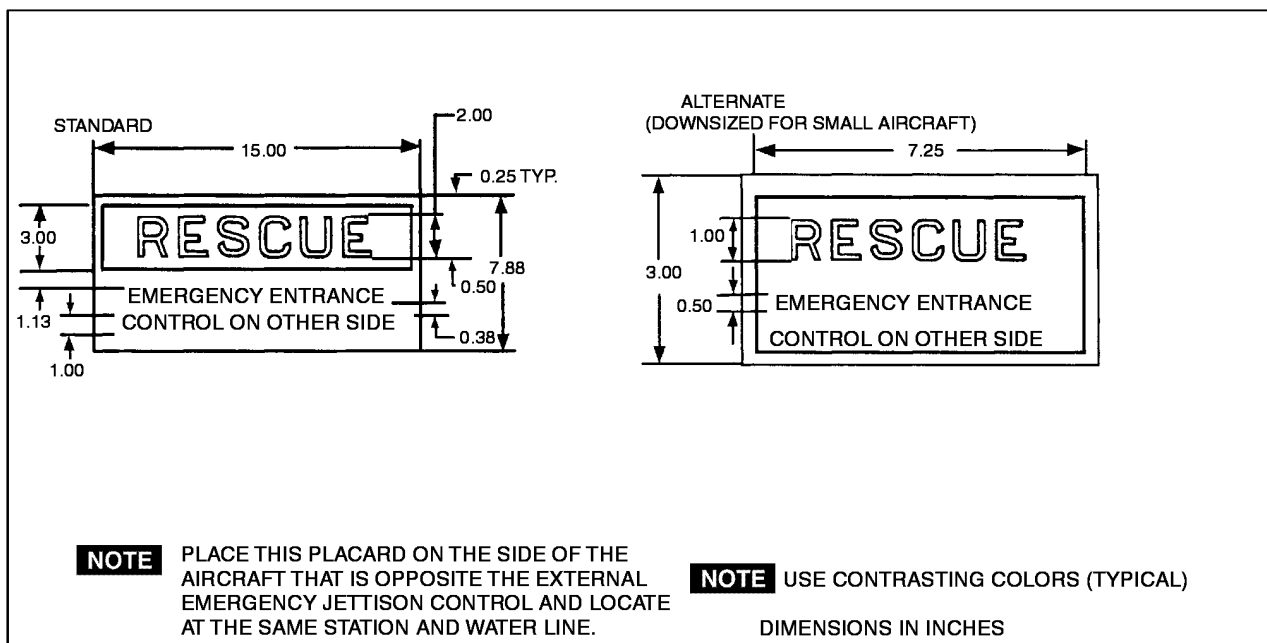 STANDARD
15.00
2.00
0.25 TYP.
3.00
RESCUE
7.88
0.50
EMERGENCY ENTRANCE
CONTROL ON OTHER SIDE
1.13
0.38
1.00
ALTERNATE
(DOWNSIZED FOR SMALL AIRCRAFT)
7.25
1.00
RESCUE
3.00
0.50
EMERGENCY ENTRANCE
CONTROL ON OTHER SIDE
NOTE PLACE THIS PLACARD ON THE SIDE OF THE
AIRCRAFT THAT IS OPPOSITE THE EXTERNAL
EMERGENCY JETTISON CONTROL AND LOCATE
AT THE SAME STATION AND WATER LINE.
NOTE USE CONTRASTING COLORS (TYPICAL)
DIMENSIONS IN INCHES